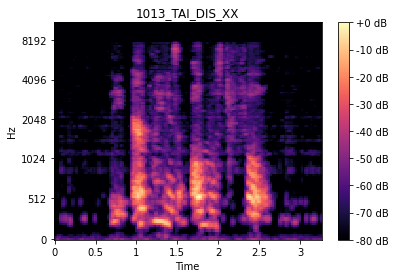 1013_TAI_DIS_XX
+0 dB
8192
-10 dB
4096
-20 dB
-30 dB
2048
Hz
-40 dB
1024
-50 dB
512
-60 dB
-70 dB
0
-80 dB
0 0.5 1 1.5 2 2.5 3
Time